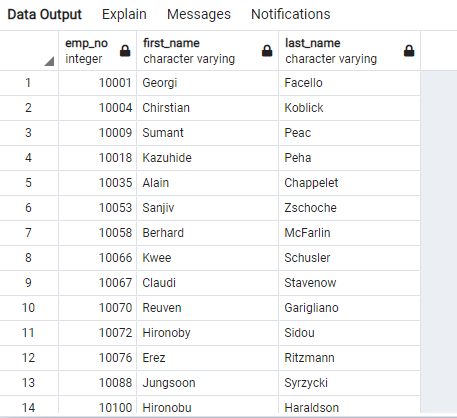 Data Output Explain Messages Notifications
emp_no first_name last_name
integer character varying character varying
1 10001 Georgi Facello
2 10004 Chirstian Koblick
3 10009 Sumant Peac
4 10018 Kazuhide Peha
5 10035 Alain Chappelet
6 10053 Sanjiv Zschoche
7 10058 Berhard McFarlin
8 10066 Kwee Schusler
9 10067 Claudi Stavenow
10 10070 Reuven Garigliano
11 10072 Hironoby Sidou
12 10076 Erez Ritzmann
13 10088 Jungsoon Syrzycki
14 10100 Hironobu Haraldson